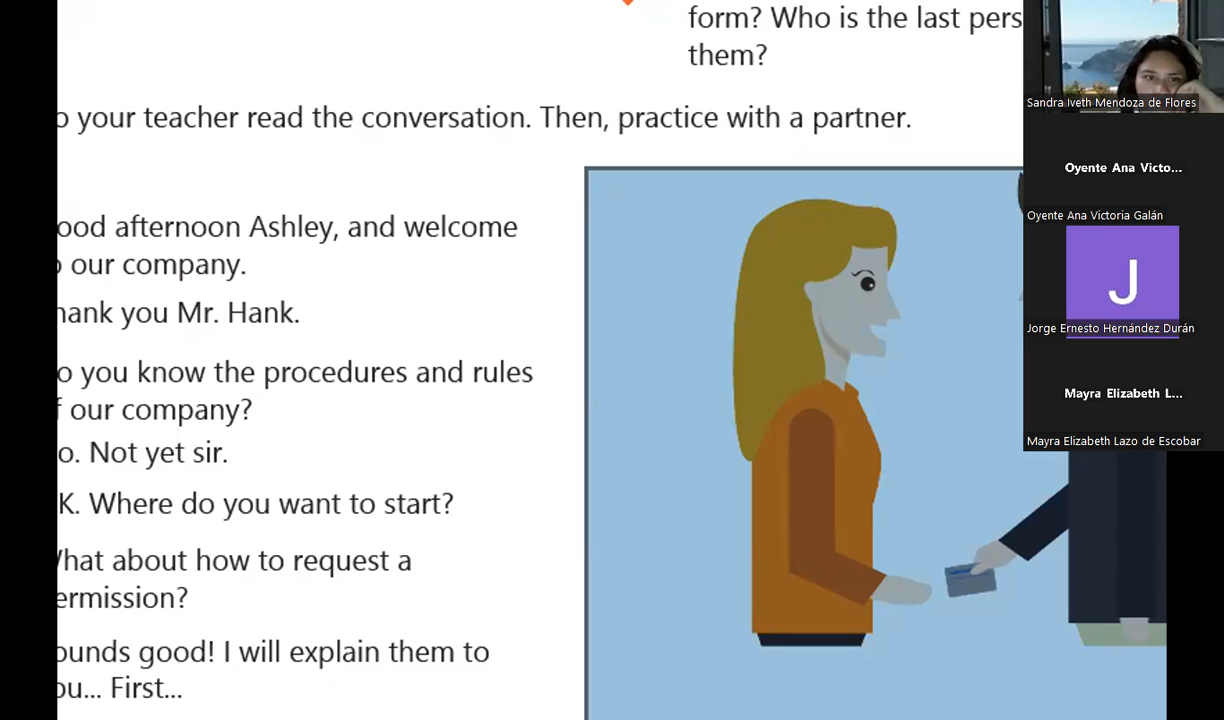 form? Who is the last pers
them?
o your teacher read the conversation. Then, practice with a partner.
ood afternoon Ashley, and welcome
o our company.
hank you Mr. Hank.
o you know the procedures and rules
f our company?
o. Not yet sir.
K. Where do you want to start?
What about how to request a
ermission?
ounds good! I will explain them to
ou... First...
Sandra Iveth Mendoza de Flores
Oyente Ana Victo...
Oyente Ana Victoria Galán
J
Jorge Ernesto Hernández Durán
Mayra Elizabeth L...
Mayra Elizabeth Lazo de Escobar